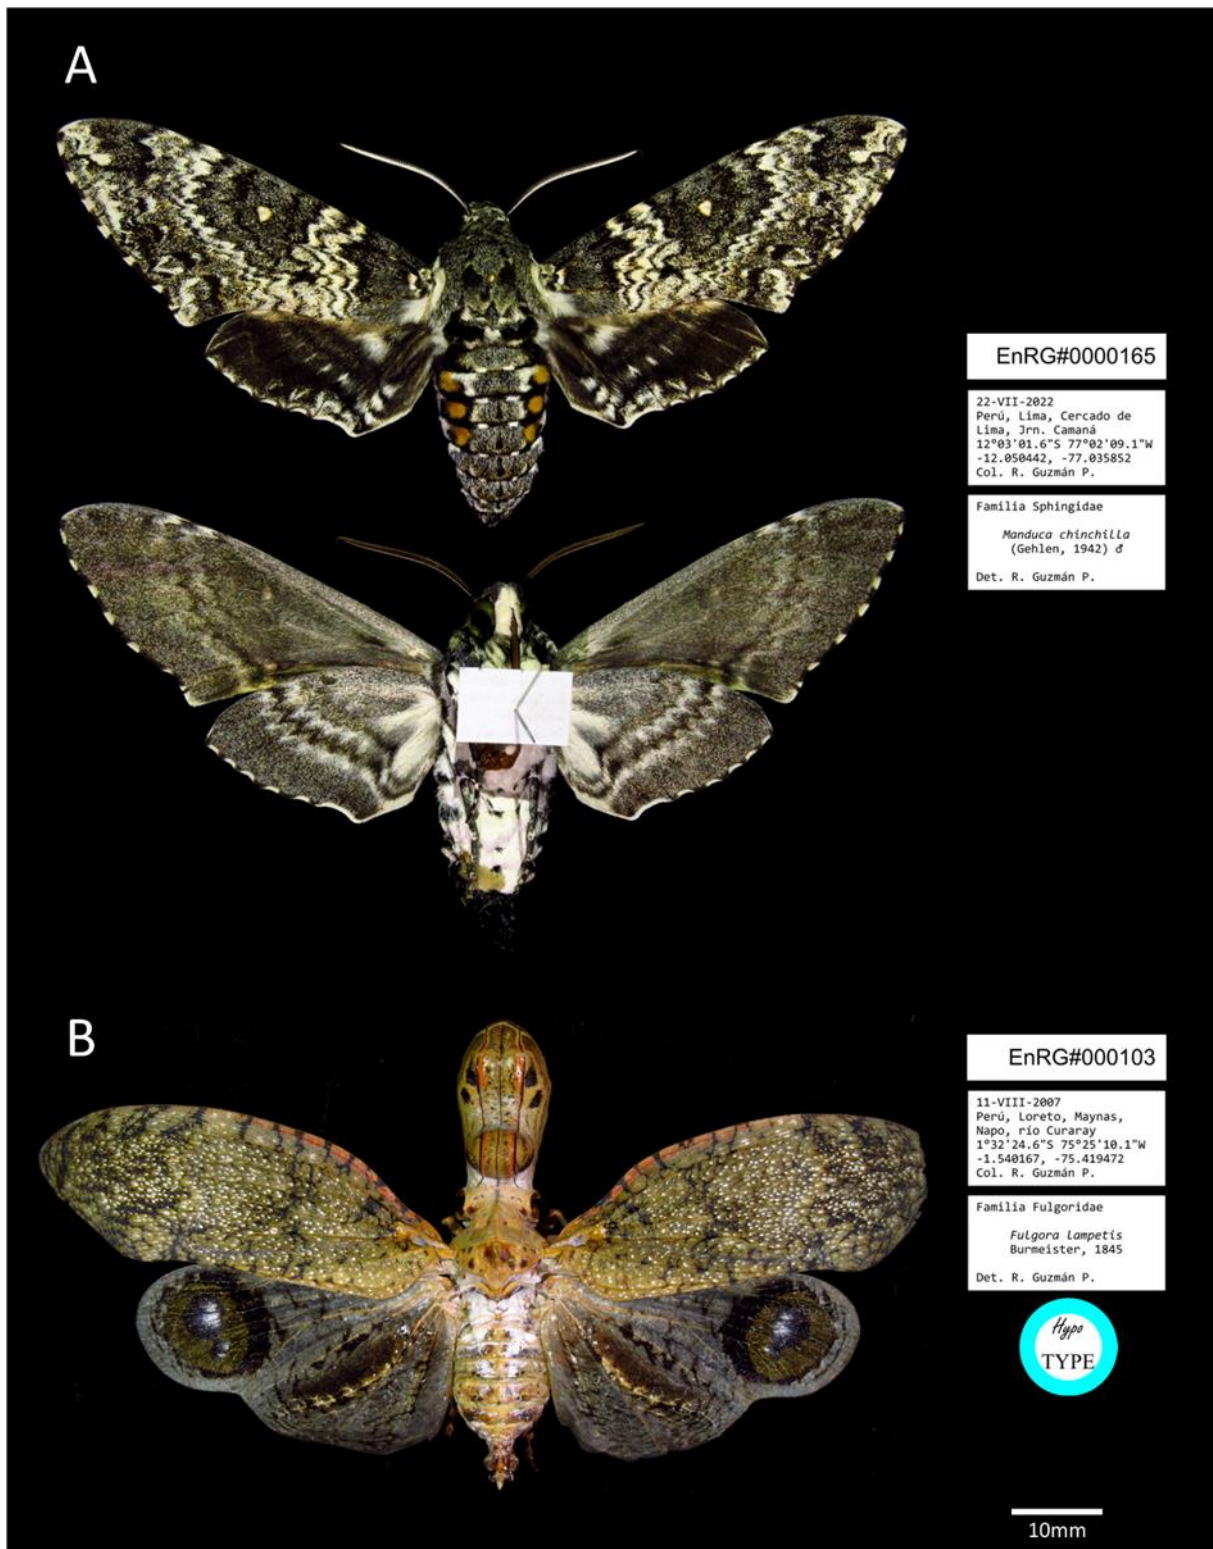 A
EnRG#0000165
22-VII-2022
Perú, Lima, Cercado de
Lima, Jrn. Camaná
12°03'01.6"S 77°02'09.1"W
-12.050442, -77.035852
Col. R. Guzmán P.
Familia Sphingidae
Manduca chinchilla
(Gehlen, 1942) ♂
Det. R. Guzmán P.
B
EnRG#000103
11-VIII-2007
Perú, Loreto, Maynas,
Napo, río Curaray
1°32'24.6"S 75°25'10.1"W
-1.540167, -75.419472
Col. R. Guzmán P.
Familia Fulgoridae
Fulgora lampetis
Burmeister, 1845
Det. R. Guzmán P.
Hypo
TYPE
10mm